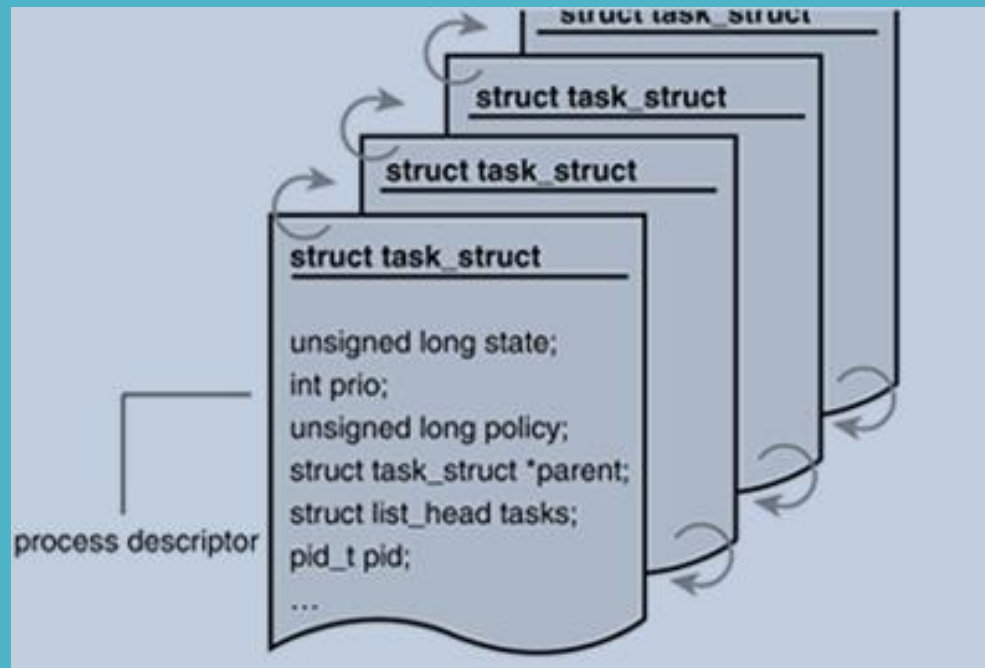 struct task_struct
struct task_struct
struct task_struct
struct task_struct
unsigned long state;
int prio;
unsigned long policy;
struct task_struct *parent;
struct list_head tasks;
process descriptor
pid_t pid;
...